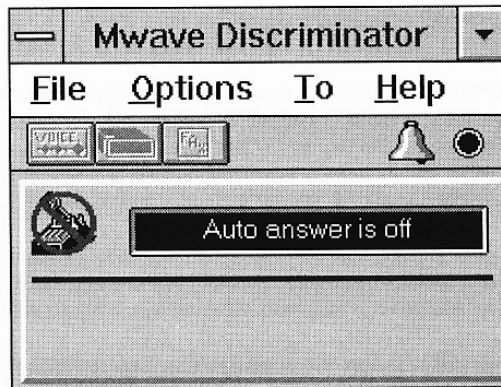 Mwave Discriminator
File Options To Help
VOICE FAX
Auto answer is off